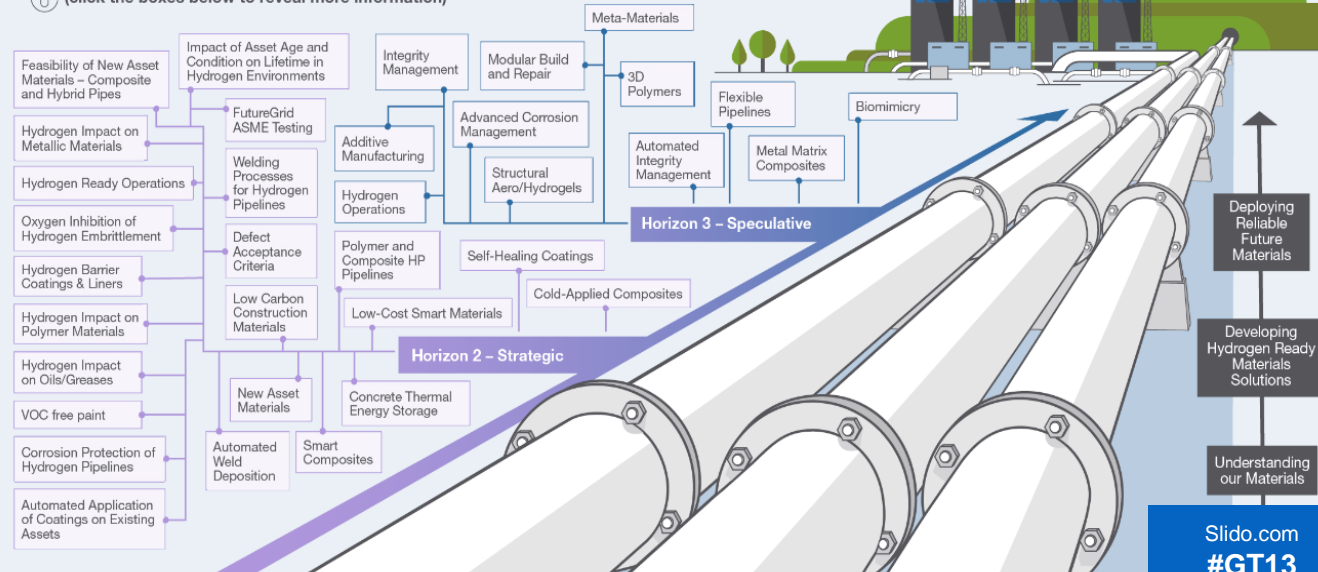 (click the boxes below to reveal more information)
Feasibility of New Asset
Materials – Composite
and Hybrid Pipes
Impact of Asset Age and
Condition on Lifetime in
Hydrogen Environments
FutureGrid
ASME Testing
Hydrogen Impact on
Metallic Materials
Welding
Processes
for Hydrogen
Pipelines
Hydrogen Ready Operations
Oxygen Inhibition of
Hydrogen Embrittlement
Defect
Acceptance
Criteria
Hydrogen Barrier
Coatings & Liners
Low Carbon
Construction
Materials
Hydrogen Impact on
Polymer Materials
Hydrogen Impact
on Oils/Greases
VOC free paint
Corrosion Protection of
Hydrogen Pipelines
Automated Application
of Coatings on Existing
Assets
New Asset
Materials
Automated
Weld
Deposition
Smart
Composites
Concrete Thermal
Energy Storage
Polymer and
Composite HP
Pipelines
Low-Cost Smart Materials
Self-Healing Coatings
Cold-Applied Composites
Horizon 2 – Strategic
Integrity
Management
Additive
Manufacturing
Hydrogen
Operations
Modular Build
and Repair
Advanced Corrosion
Management
Structural
Aero/Hydrogels
Meta-Materials
3D
Polymers
Automated
Integrity
Management
Flexible
Pipelines
Metal Matrix
Composites
Biomimicry
Horizon 3 – Speculative
Deploying
Reliable
Future
Materials
Developing
Hydrogen Ready
Materials
Solutions
Understanding
our Materials
Slido.com
#GT13